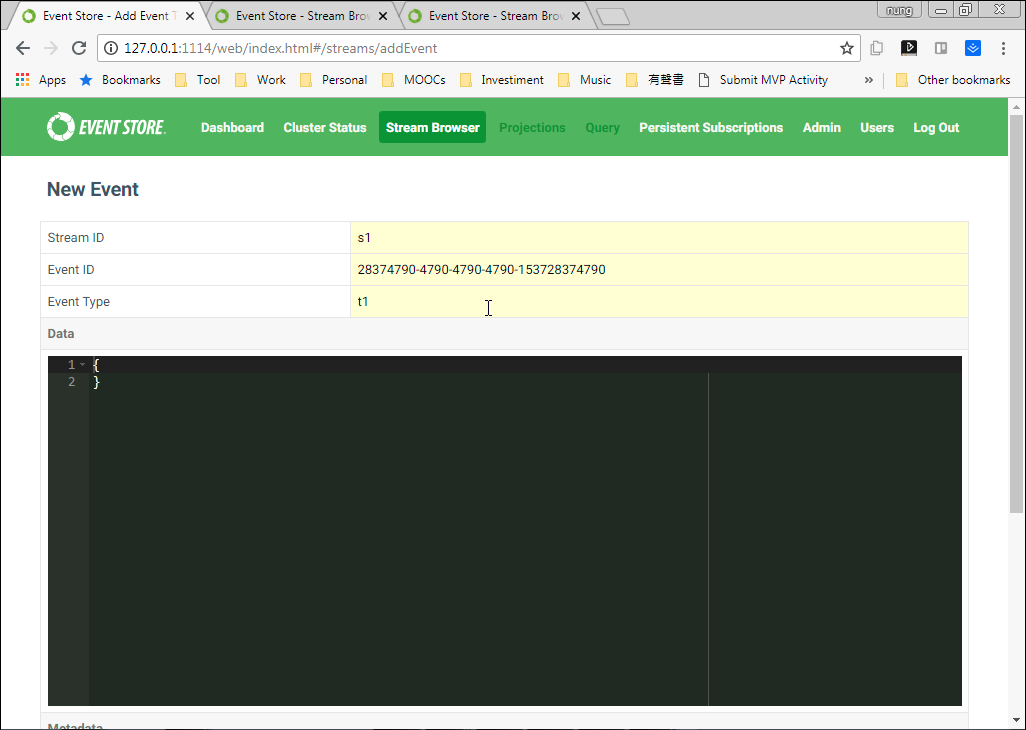 Event Store - Add Event T
Event Store - Stream Brow
Event Store - Stream Brow
nung
127.0.0.1:1114/web/index.html#/streams/addEvent
Apps Bookmarks Tool Work Personal MOOCs Investiment Music 有聲書 Submit MVP Activity » Other bookmarks
EVENT STORE. Dashboard Cluster Status Stream Browser Projections Query Persistent Subscriptions Admin Users Log Out
New Event
Stream ID s1
Event ID 28374790-4790-4790-4790-153728374790
Event Type t1
Data
1 {
2 }
Metadata